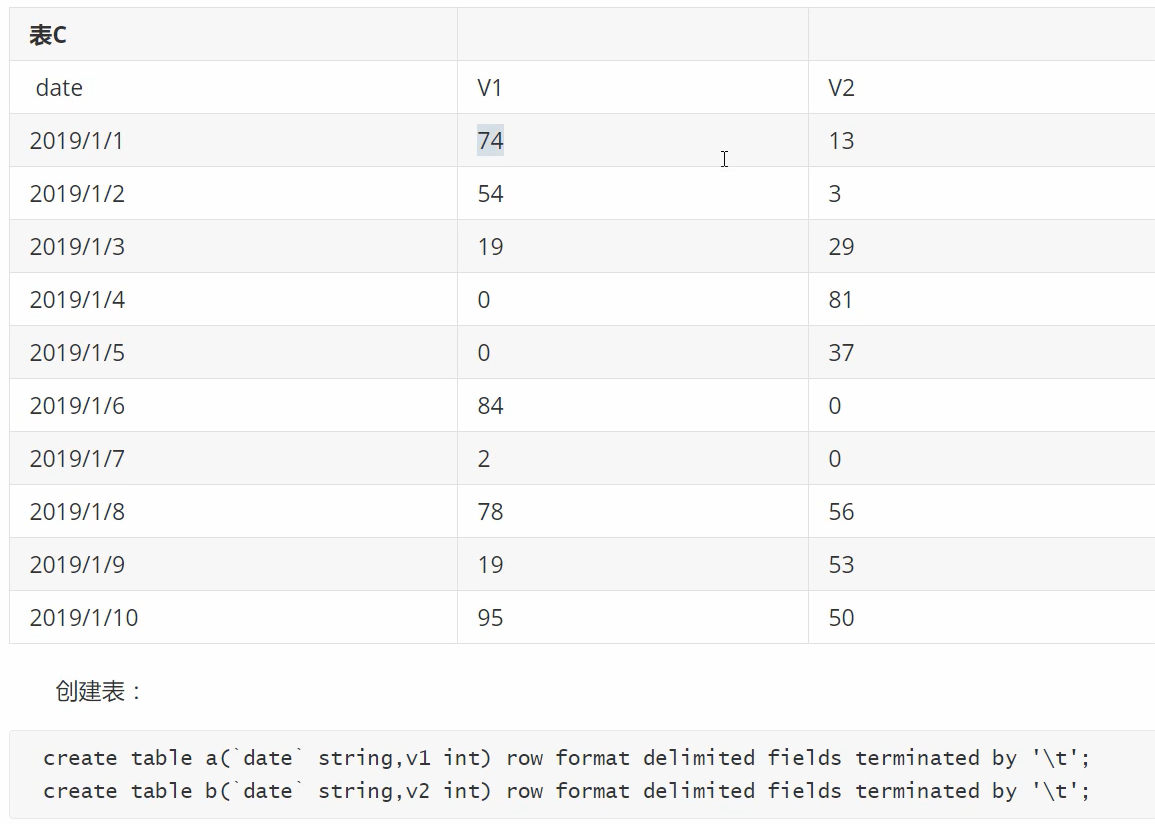 表C
date V1 V2
2019/1/1 74 13
2019/1/2 54 3
2019/1/3 19 29
2019/1/4 0 81
2019/1/5 0 37
2019/1/6 84 0
2019/1/7 2 0
2019/1/8 78 56
2019/1/9 19 53
2019/1/10 95 50
创建表：
create table a(`date` string,v1 int) row format delimited fields terminated by '\t';
create table b(`date` string,v2 int) row format delimited fields terminated by '\t';